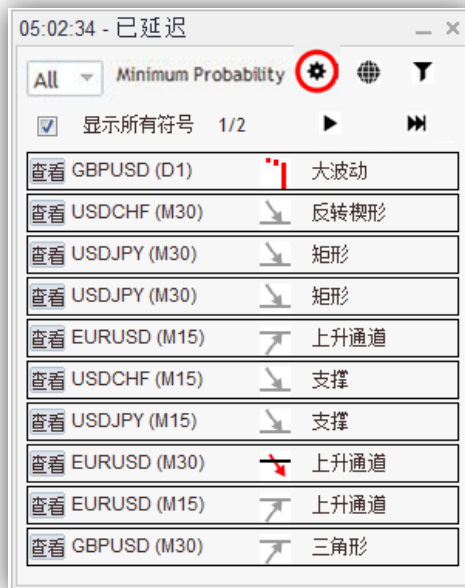 05:02:34 - 已延迟
All Minimum Probability
显示所有符号 1/2
查看 GBPUSD (D1) 大波动
查看 USDCHF (M30) 反转楔形
查看 USDJPY (M30) 矩形
查看 USDJPY (M30) 矩形
查看 EURUSD (M15) 上升通道
查看 USDCHF (M15) 支撑
查看 USDJPY (M15) 支撑
查看 EURUSD (M30) 上升通道
查看 EURUSD (M15) 上升通道
查看 GBPUSD (M30) 三角形